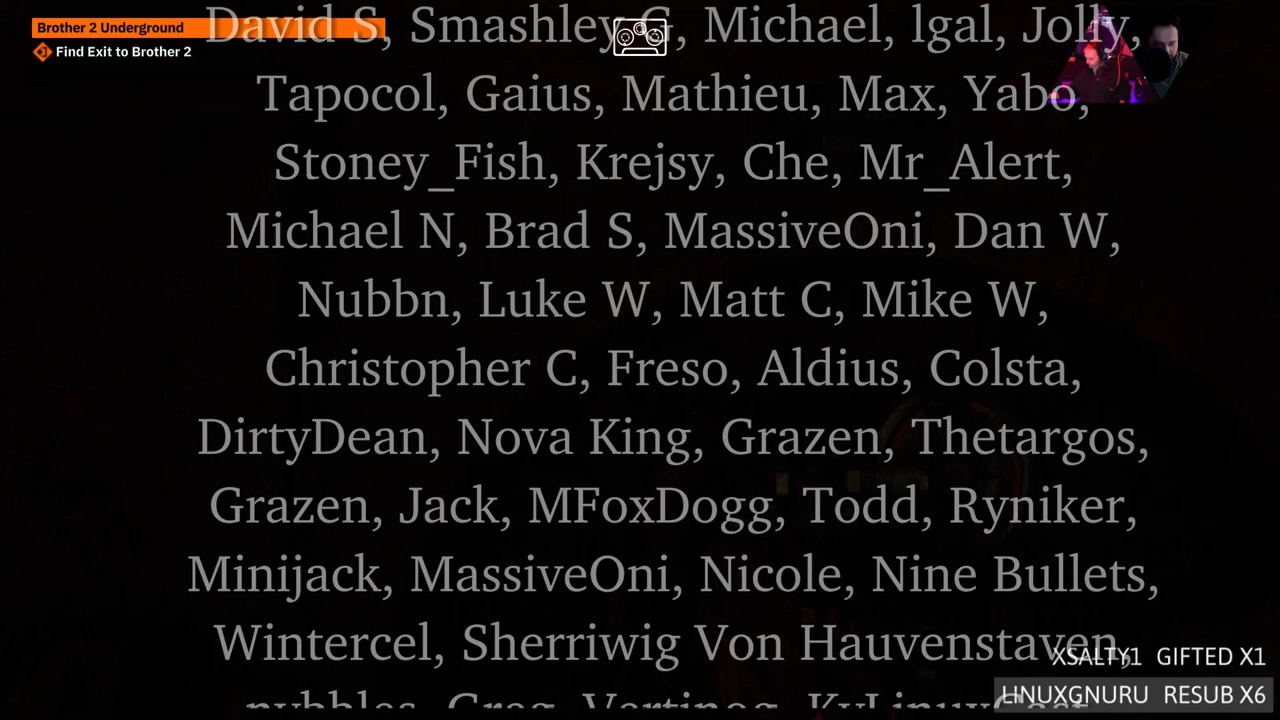 Brother 2 Underground
Find Exit to Brother 2
David S, Smashley G, Michael, lgal, Jolly,
Tapocol, Gaius, Mathieu, Max, Yabo,
Stoney_Fish, Krejsy, Che, Mr_Alert,
Michael N, Brad S, MassiveOni, Dan W,
Nubbn, Luke W, Matt C, Mike W,
Christopher C, Freso, Aldius, Colsta,
DirtyDean, Nova King, Grazen, Thetargos,
Grazen, Jack, MFoxDogg, Todd, Ryniker,
Minijack, MassiveOni, Nicole, Nine Bullets,
Wintercel, Sherriwig Von Hauvenstaven,
nubbles, Greg,
XSALTY1 GIFTED X1
LINUXGNURU RESUB X6